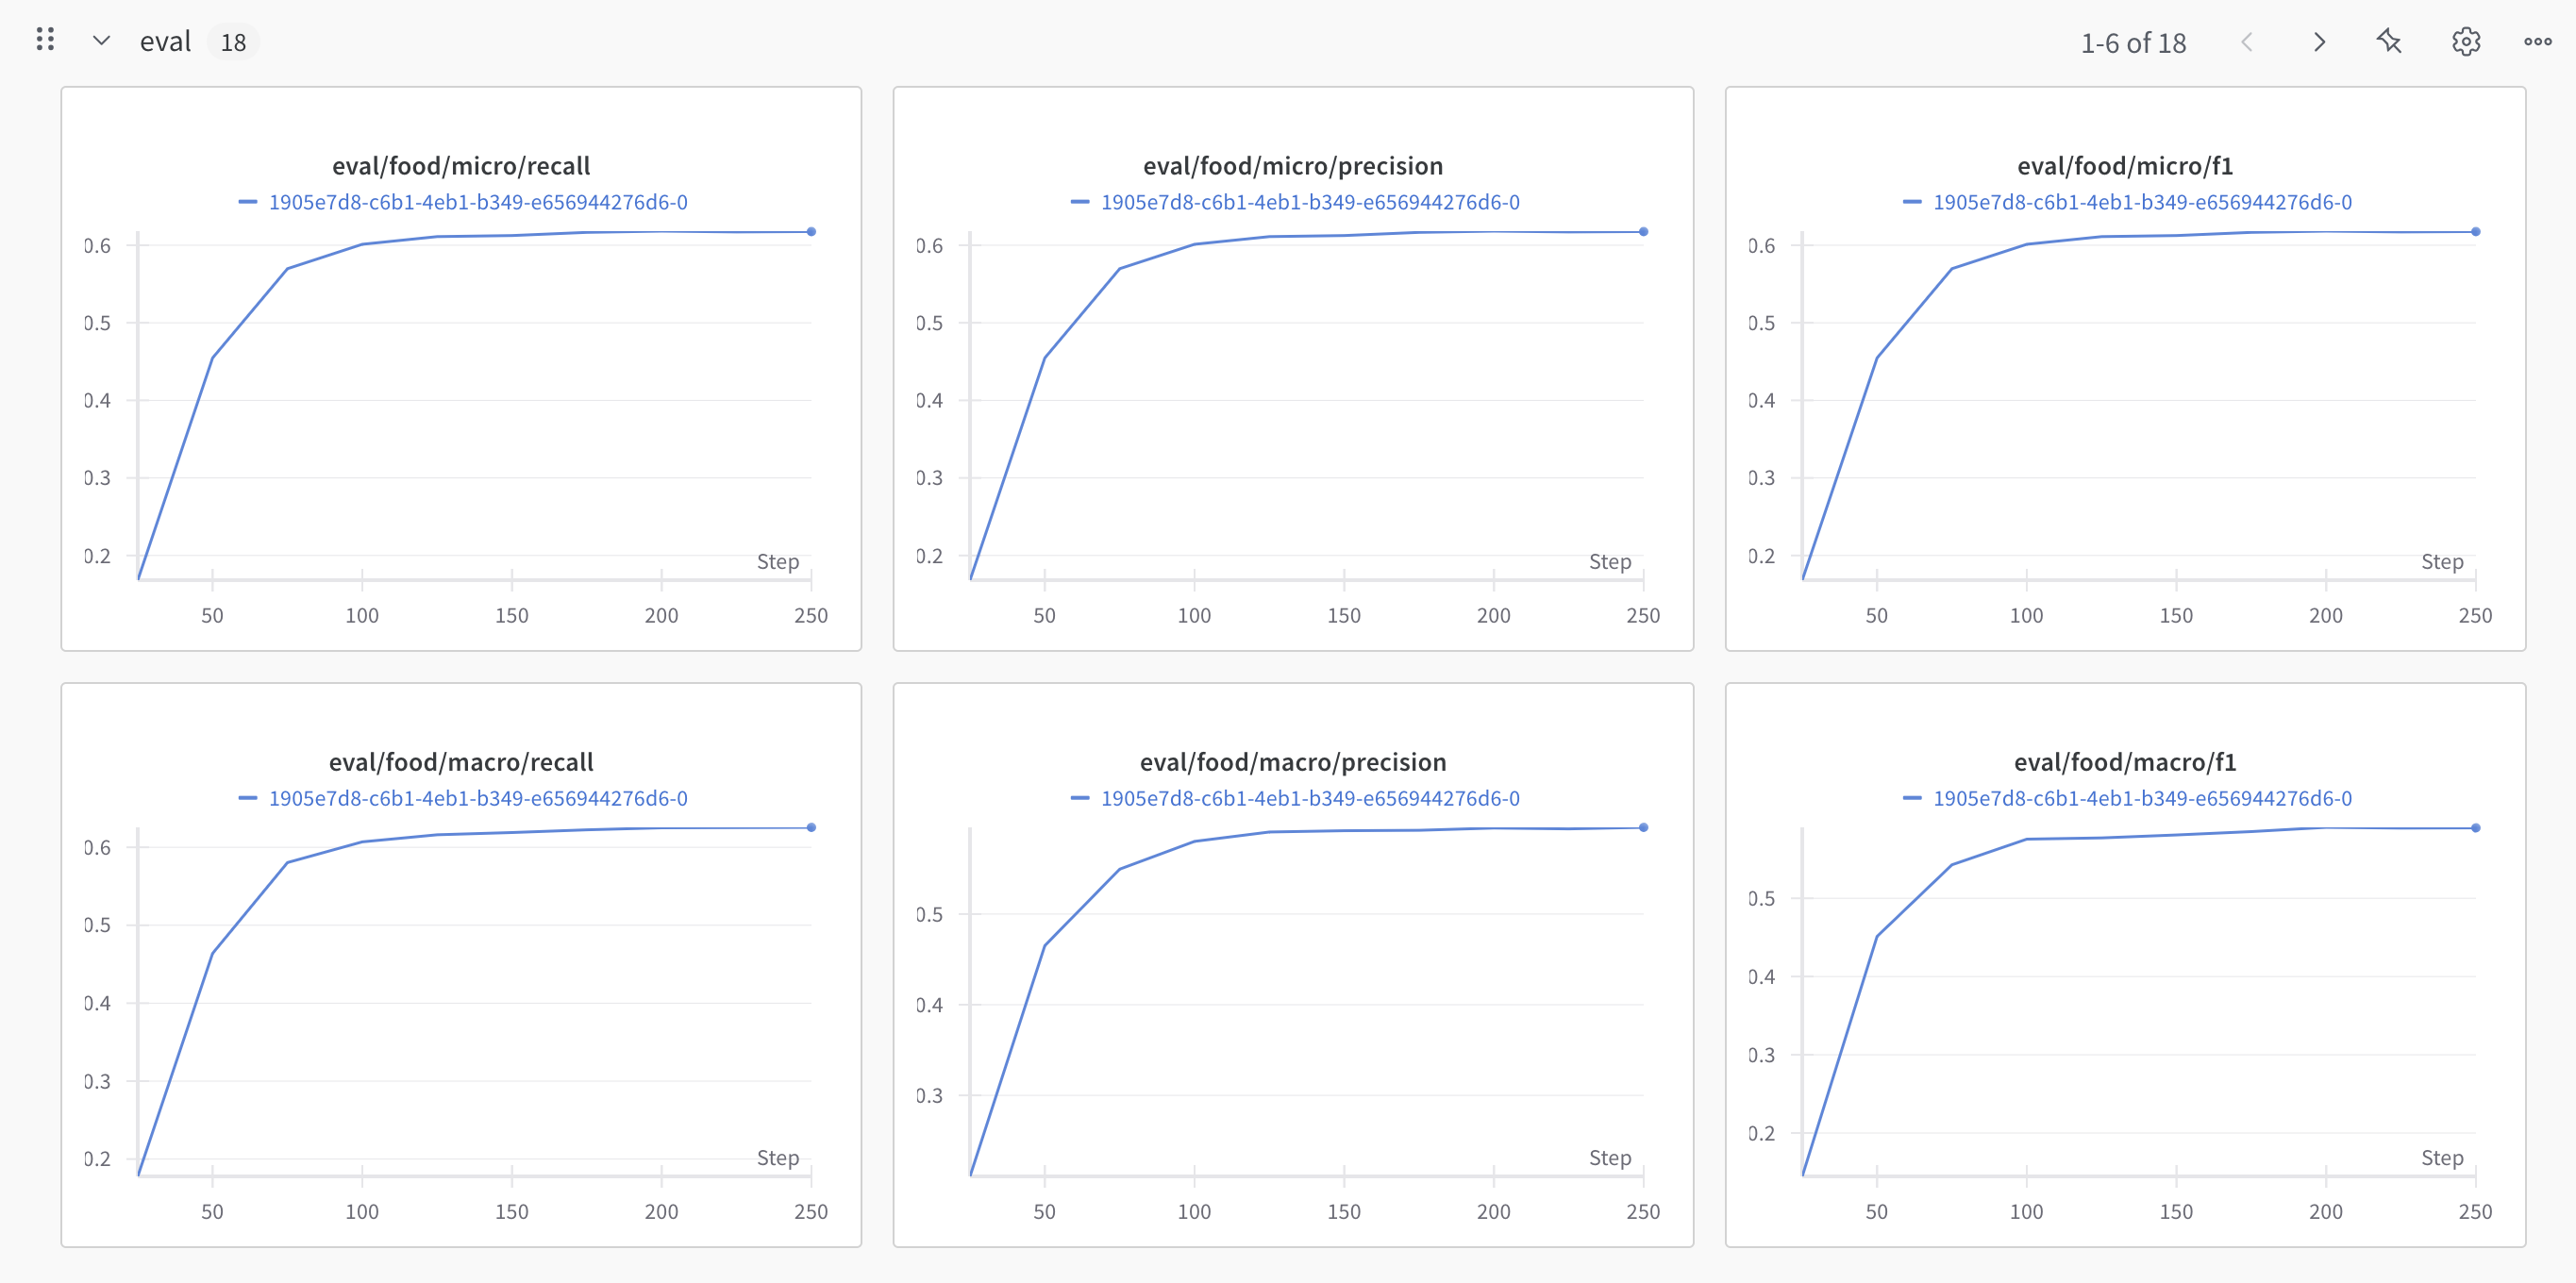 eval 18
1-6 of 18
eval/food/micro/recall
1905e7d8-c6b1-4eb1-b349-e656944276d6-0
0.6
0.5
0.4
0.3
0.2
Step
50 100 150 200 250
eval/food/micro/precision
1905e7d8-c6b1-4eb1-b349-e656944276d6-0
0.6
0.5
0.4
0.3
0.2
Step
50 100 150 200 250
eval/food/micro/f1
1905e7d8-c6b1-4eb1-b349-e656944276d6-0
0.6
0.5
0.4
0.3
0.2
Step
50 100 150 200 250
eval/food/macro/recall
1905e7d8-c6b1-4eb1-b349-e656944276d6-0
0.6
0.5
0.4
0.3
0.2
Step
50 100 150 200 250
eval/food/macro/precision
1905e7d8-c6b1-4eb1-b349-e656944276d6-0
0.5
0.4
0.3
Step
50 100 150 200 250
eval/food/macro/f1
1905e7d8-c6b1-4eb1-b349-e656944276d6-0
0.5
0.4
0.3
0.2
Step
50 100 150 200 250